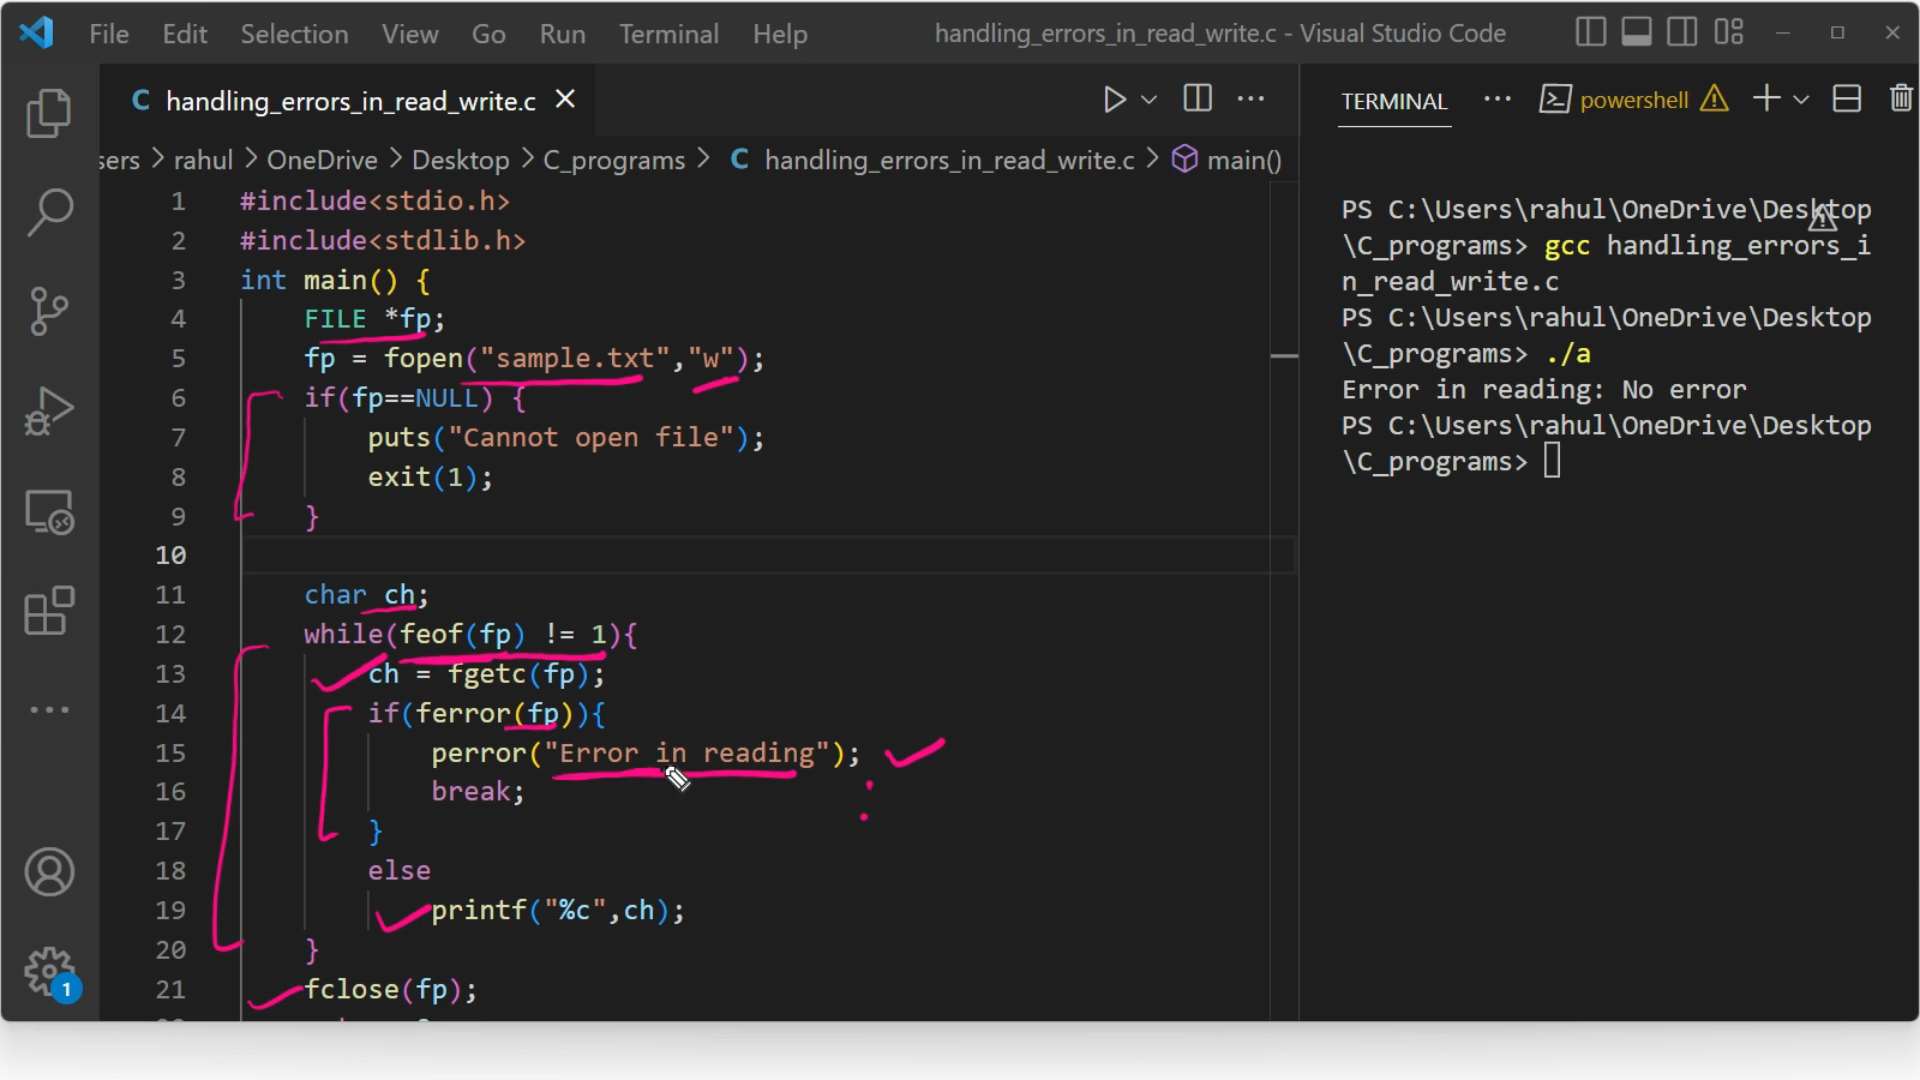 File Edit Selection View Go Run Terminal Help handling_errors_in_read_write.c - Visual Studio Code
C handling_errors_in_read_write.c
TERMINAL powershell
sers > rahul > OneDrive > Desktop > C_programs > C handling_errors_in_read_write.c > main()
1 #include<stdio.h>
2 #include<stdlib.h>
3 int main() {
4 FILE *fp;
5 fp = fopen("sample.txt","w");
6 if(fp==NULL) {
7 puts("Cannot open file");
8 exit(1);
9 }
10
11 char ch;
12 while(feof(fp) != 1){
13 ch = fgetc(fp);
14 if(ferror(fp)){
15 perror("Error in reading");
16 break;
17 }
18 else
19 printf("%c",ch);
20 }
21 fclose(fp);
PS C:\Users\rahul\OneDrive\Desktop
\C_programs> gcc handling_errors_i
n_read_write.c
PS C:\Users\rahul\OneDrive\Desktop
\C_programs> ./a
Error in reading: No error
PS C:\Users\rahul\OneDrive\Desktop
\C_programs>
1